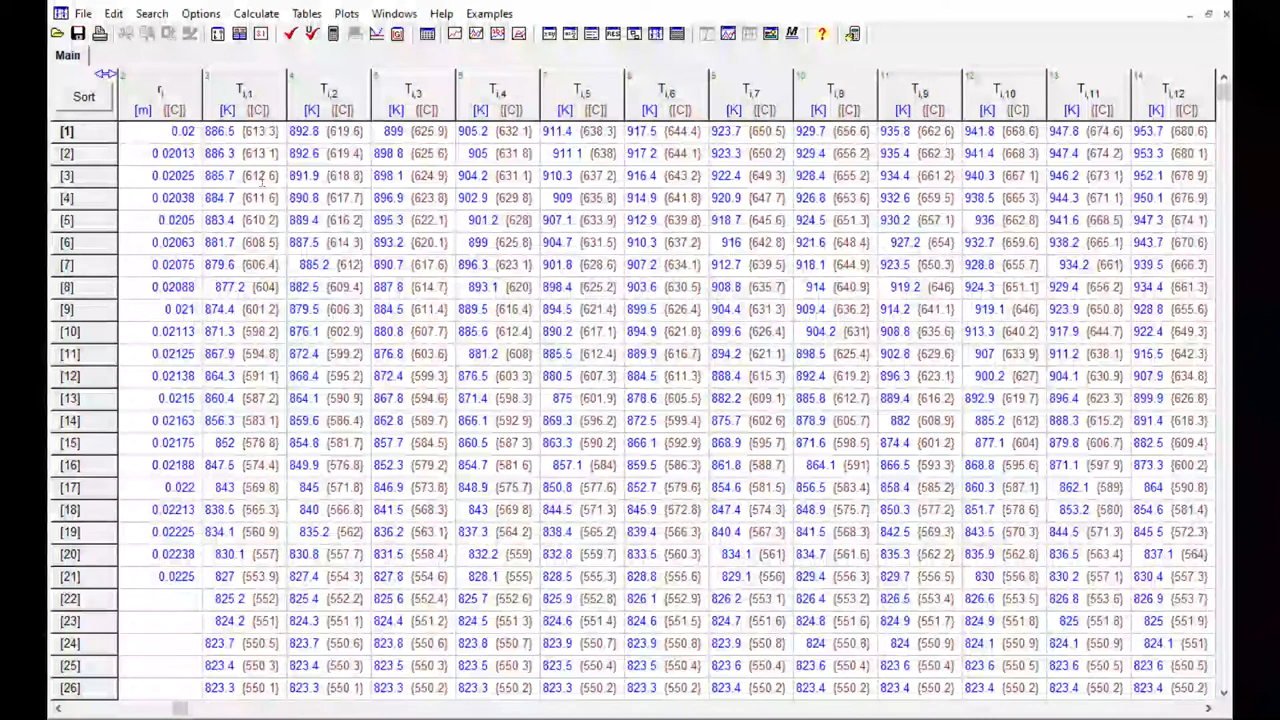 File Edit Search Options Calculate Tables Plots Windows Help Examples
Main
2 3 4 5 6 7 8 9 10 11 12 13 14
Sort ri Ti,1 Ti,2 Ti,3 Ti,4 Ti,5 Ti,6 Ti,7 Ti,8 Ti,9 Ti,10 Ti,11 Ti,12
[m] [K] {[C]} [K] {[C]} [K] {[C]} [K] {[C]} [K] {[C]} [K] {[C]} [K] {[C]} [K] {[C]} [K] {[C]} [K] {[C]} [K] {[C]} [K] {[C]}
[1] 0.02 886.5 {613.3} 892.8 {619.6} 899 {625.9} 905.2 {632.1} 911.4 {638.3} 917.5 {644.4} 923.7 {650.5} 929.7 {656.6} 935.8 {662.6} 941.8 {668.6} 947.8 {674.6} 953.7 {680.6}
[2] 0.02013 886.3 {613.1} 892.6 {619.4} 898.8 {625.6} 905 {631.8} 911.1 {638} 917.2 {644.1} 923.3 {650.2} 929.4 {656.2} 935.4 {662.3} 941.4 {668.3} 947.4 {674.2} 953.3 {680.1}
[3] 0.02025 885.7 {612.6} 891.9 {618.8} 898.1 {624.9} 904.2 {631.1} 910.3 {637.2} 916.4 {643.2} 922.4 {649.3} 928.4 {655.2} 934.4 {661.2} 940.3 {667.1} 946.2 {673.1} 952.1 {678.9}
[4] 0.02038 884.7 {611.6} 890.8 {617.7} 896.9 {623.8} 902.9 {629.8} 909 {635.8} 914.9 {641.8} 920.9 {647.7} 926.8 {653.6} 932.6 {659.5} 938.5 {665.3} 944.3 {671.1} 950.1 {676.9}
[5] 0.0205 883.4 {610.2} 889.4 {616.2} 895.3 {622.1} 901.2 {628} 907.1 {633.9} 912.9 {639.8} 918.7 {645.6} 924.5 {651.3} 930.2 {657.1} 936 {662.8} 941.6 {668.5} 947.3 {674.1}
[6] 0.02063 881.7 {608.5} 887.5 {614.3} 893.2 {620.1} 899 {625.8} 904.7 {631.5} 910.3 {637.2} 916 {642.8} 921.6 {648.4} 927.2 {654} 932.7 {659.6} 938.2 {665.1} 943.7 {670.6}
[7] 0.02075 879.6 {606.4} 885.2 {612} 890.7 {617.6} 896.3 {623.1} 901.8 {628.6} 907.2 {634.1} 912.7 {639.5} 918.1 {644.9} 923.5 {650.3} 928.8 {655.7} 934.2 {661} 939.5 {666.3}
[8] 0.02088 877.2 {604} 882.5 {609.4} 887.8 {614.7} 893.1 {620} 898.4 {625.2} 903.6 {630.5} 908.8 {635.7} 914 {640.9} 919.2 {646} 924.3 {651.1} 929.4 {656.2} 934.4 {661.3}
[9] 0.021 874.4 {601.2} 879.5 {606.3} 884.5 {611.4} 889.5 {616.4} 894.5 {621.4} 899.5 {626.4} 904.4 {631.3} 909.4 {636.2} 914.2 {641.1} 919.1 {646} 923.9 {650.8} 928.8 {655.6}
[10] 0.02113 871.3 {598.2} 876.1 {602.9} 880.8 {607.7} 885.6 {612.4} 890.2 {617.1} 894.9 {621.8} 899.6 {626.4} 904.2 {631} 908.8 {635.6} 913.3 {640.2} 917.9 {644.7} 922.4 {649.3}
[11] 0.02125 867.9 {594.8} 872.4 {599.2} 876.8 {603.6} 881.2 {608} 885.5 {612.4} 889.9 {616.7} 894.2 {621.1} 898.5 {625.4} 902.8 {629.6} 907 {633.9} 911.2 {638.1} 915.5 {642.3}
[12] 0.02138 864.3 {591.1} 868.4 {595.2} 872.4 {599.3} 876.5 {603.3} 880.5 {607.3} 884.5 {611.3} 888.4 {615.3} 892.4 {619.2} 896.3 {623.1} 900.2 {627} 904.1 {630.9} 907.9 {634.8}
[13] 0.0215 860.4 {587.2} 864.1 {590.9} 867.8 {594.6} 871.4 {598.3} 875 {601.9} 878.6 {605.5} 882.2 {609.1} 885.8 {612.7} 889.4 {616.2} 892.9 {619.7} 896.4 {623.3} 899.9 {626.8}
[14] 0.02163 856.3 {583.1} 859.6 {586.4} 862.8 {589.7} 866.1 {592.9} 869.3 {596.2} 872.5 {599.4} 875.7 {602.6} 878.9 {605.7} 882 {608.9} 885.2 {612} 888.3 {615.2} 891.4 {618.3}
[15] 0.02175 852 {578.8} 854.8 {581.7} 857.7 {584.5} 860.5 {587.3} 863.3 {590.2} 866.1 {592.9} 868.9 {595.7} 871.6 {598.5} 874.4 {601.2} 877.1 {604} 879.8 {606.7} 882.5 {609.4}
[16] 0.02188 847.5 {574.4} 849.9 {576.8} 852.3 {579.2} 854.7 {581.6} 857.1 {584} 859.5 {586.3} 861.8 {588.7} 864.1 {591} 866.5 {593.3} 868.8 {595.6} 871.1 {597.9} 873.3 {600.2}
[17] 0.022 843 {569.8} 845 {571.8} 846.9 {573.8} 848.9 {575.7} 850.8 {577.6} 852.7 {579.6} 854.6 {581.5} 856.5 {583.4} 858.4 {585.2} 860.3 {587.1} 862.1 {589} 864 {590.8}
[18] 0.02213 838.5 {565.3} 840 {566.8} 841.5 {568.3} 843 {569.8} 844.5 {571.3} 845.9 {572.8} 847.4 {574.3} 848.9 {575.7} 850.3 {577.2} 851.7 {578.6} 853.2 {580} 854.6 {581.4}
[19] 0.02225 834.1 {560.9} 835.2 {562} 836.2 {563.1} 837.3 {564.2} 838.4 {565.2} 839.4 {566.3} 840.4 {567.3} 841.5 {568.3} 842.5 {569.3} 843.5 {570.3} 844.5 {571.3} 845.5 {572.3}
[20] 0.02238 830.1 {557} 830.8 {557.7} 831.5 {558.4} 832.2 {559} 832.8 {559.7} 833.5 {560.3} 834.1 {561} 834.7 {561.6} 835.3 {562.2} 835.9 {562.8} 836.5 {563.4} 837.1 {564}
[21] 0.0225 827 {553.9} 827.4 {554.3} 827.8 {554.6} 828.1 {555} 828.5 {555.3} 828.8 {555.6} 829.1 {556} 829.4 {556.3} 829.7 {556.5} 830 {556.8} 830.2 {557.1} 830.4 {557.3}
[22] 825.2 {552} 825.4 {552.2} 825.6 {552.4} 825.7 {552.6} 825.9 {552.8} 826.1 {552.9} 826.2 {553.1} 826.4 {553.2} 826.5 {553.4} 826.6 {553.5} 826.8 {553.6} 826.9 {553.7}
[23] 824.2 {551} 824.3 {551.1} 824.4 {551.2} 824.5 {551.3} 824.6 {551.4} 824.7 {551.6} 824.8 {551.6} 824.9 {551.7} 824.9 {551.8} 825 {551.8} 825 {551.9}
[24] 823.7 {550.5} 823.7 {550.6} 823.8 {550.6} 823.8 {550.7} 823.9 {550.7} 823.9 {550.8} 823.9 {550.8} 824 {550.8} 824 {550.9} 824.1 {550.9} 824.1 {550.9} 824.1 {551}
[25] 823.4 {550.3} 823.4 {550.3} 823.5 {550.3} 823.5 {550.3} 823.5 {550.4} 823.5 {550.4} 823.6 {550.4} 823.6 {550.4} 823.6 {550.4} 823.6 {550.5} 823.6 {550.5} 823.6 {550.5}
[26] 823.3 {550.1} 823.3 {550.1} 823.3 {550.2} 823.3 {550.2} 823.3 {550.2} 823.3 {550.2} 823.4 {550.2} 823.4 {550.2} 823.4 {550.2} 823.4 {550.2} 823.4 {550.2} 823.4 {550.2}